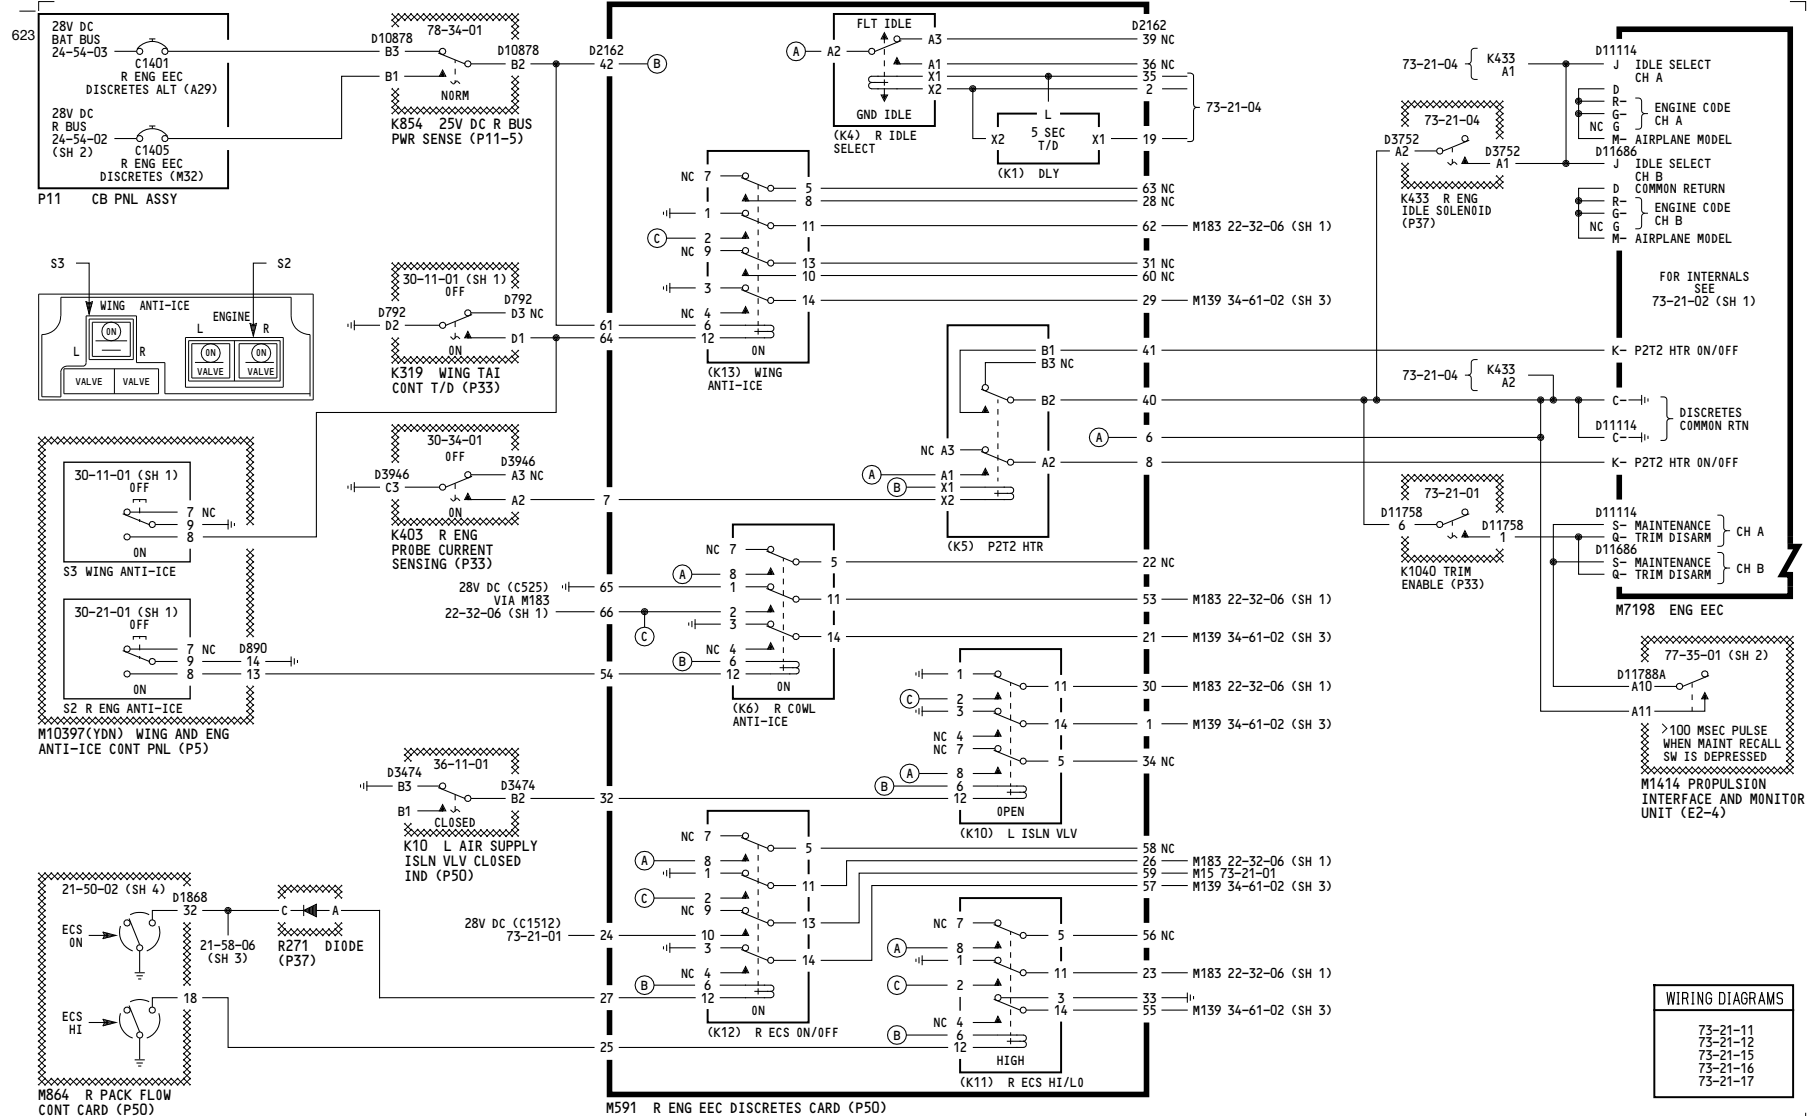 623
28V DC
BAT BUS
24-54-03
C1401
R ENG EEC
DISCRETES ALT (A29)
28V DC
R BUS
24-54-02
(SH 2)
C1405
R ENG EEC
DISCRETES (M32)
P11 CB PNL ASSY
78-34-01
D10878
B3
D10878
B2
B1
NORM
K854 25V DC R BUS
PWR SENSE (P11-5)
D2162
42
B
S3
S2
WING ANTI-ICE
ON
ENGINE
L R
L R
ON ON
VALVE VALVE
VALVE VALVE
30-11-01 (SH 1)
OFF
D792
D2
D792
D3 NC
D1
ON
K319 WING TAI
CONT T/D (P33)
61
64
30-34-01
OFF
D3946
C3
D3946
A3 NC
A2
ON
K403 R ENG
PROBE CURRENT
SENSING (P33)
7
30-11-01 (SH 1)
OFF
7 NC
9
8
ON
S3 WING ANTI-ICE
30-21-01 (SH 1)
OFF
7 NC
9
8
ON
D890
14
13
S2 R ENG ANTI-ICE
M10397(YDN) WING AND ENG
ANTI-ICE CONT PNL (P5)
28V DC (C525)
VIA M183
22-32-06 (SH 1)
65
66
C
54
36-11-01
D3474
B3
D3474
B2
B1
CLOSED
K10 L AIR SUPPLY
ISLN VLV CLOSED
IND (P50)
32
21-50-02 (SH 4)
D1868
32
ECS
ON
ECS
HI
18
21-58-06
(SH 3)
C A
R271 DIODE
(P37)
M864 R PACK FLOW
CONT CARD (P50)
28V DC (C1512)
73-21-01
24
27
25
FLT IDLE
A
A2
A3
A1
X1
X2
GND IDLE
(K4) R IDLE
SELECT
L
5 SEC
T/D
X2
X1
(K1) DLY
D2162
39 NC
36 NC
35
2
19
73-21-04
NC 7
5
8
1
11
C
2
NC 9
13
10
3
14
NC 4
6
12
ON
(K13) WING
ANTI-ICE
63 NC
28 NC
62
M183 22-32-06 (SH 1)
31 NC
60 NC
29
M139 34-61-02 (SH 3)
B1
B3 NC
B2
NC A3
A2
A
A1
B
X1
X2
(K5) P2T2 HTR
41
40
A
6
8
NC 7
5
A
8
1
11
2
3
14
NC 4
B
6
12
ON
(K6) R COWL
ANTI-ICE
22 NC
53
M183 22-32-06 (SH 1)
21
M139 34-61-02 (SH 3)
1
11
C
2
3
14
NC 4
NC 7
5
A
8
B
6
12
OPEN
(K10) L ISLN VLV
30
M183 22-32-06 (SH 1)
1
M139 34-61-02 (SH 3)
34 NC
NC 7
5
A
8
1
11
C
2
NC 9
13
10
3
14
NC 4
B
6
12
ON
(K12) R ECS ON/OFF
58 NC
26
M183 22-32-06 (SH 1)
59
M15 73-21-01
57
M139 34-61-02 (SH 3)
NC 7
5
A
8
1
11
C
2
3
14
NC 4
B
6
12
HIGH
(K11) R ECS HI/LO
56 NC
23
M183 22-32-06 (SH 1)
33
55
M139 34-61-02 (SH 3)
M591 R ENG EEC DISCRETES CARD (P50)
73-21-04
K433
A1
73-21-04
D3752
A2
D3752
A1
K433 R ENG
IDLE SOLENOID
(P37)
73-21-04
K433
A2
73-21-01
D11758
6
D11758
1
K1040 TRIM
ENABLE (P33)
D11114
J IDLE SELECT
CH A
D
R-
G-
NC G
M- AIRPLANE MODEL
ENGINE CODE
CH A
D11686
J IDLE SELECT
CH B
D COMMON RETURN
R-
G-
NC G
M- AIRPLANE MODEL
ENGINE CODE
CH B
FOR INTERNALS
SEE
73-21-02 (SH 1)
K- P2T2 HTR ON/OFF
C-
D11114
C-
DISCRETES
COMMON RTN
K- P2T2 HTR ON/OFF
D11114
S- MAINTENANCE
Q- TRIM DISARM
CH A
D11686
S- MAINTENANCE
Q- TRIM DISARM
CH B
M7198 ENG EEC
77-35-01 (SH 2)
D11788A
A10
A11
>100 MSEC PULSE
WHEN MAINT RECALL
SW IS DEPRESSED
M1414 PROPULSION
INTERFACE AND MONITOR
UNIT (E2-4)
WIRING DIAGRAMS
73-21-11
73-21-12
73-21-15
73-21-16
73-21-17